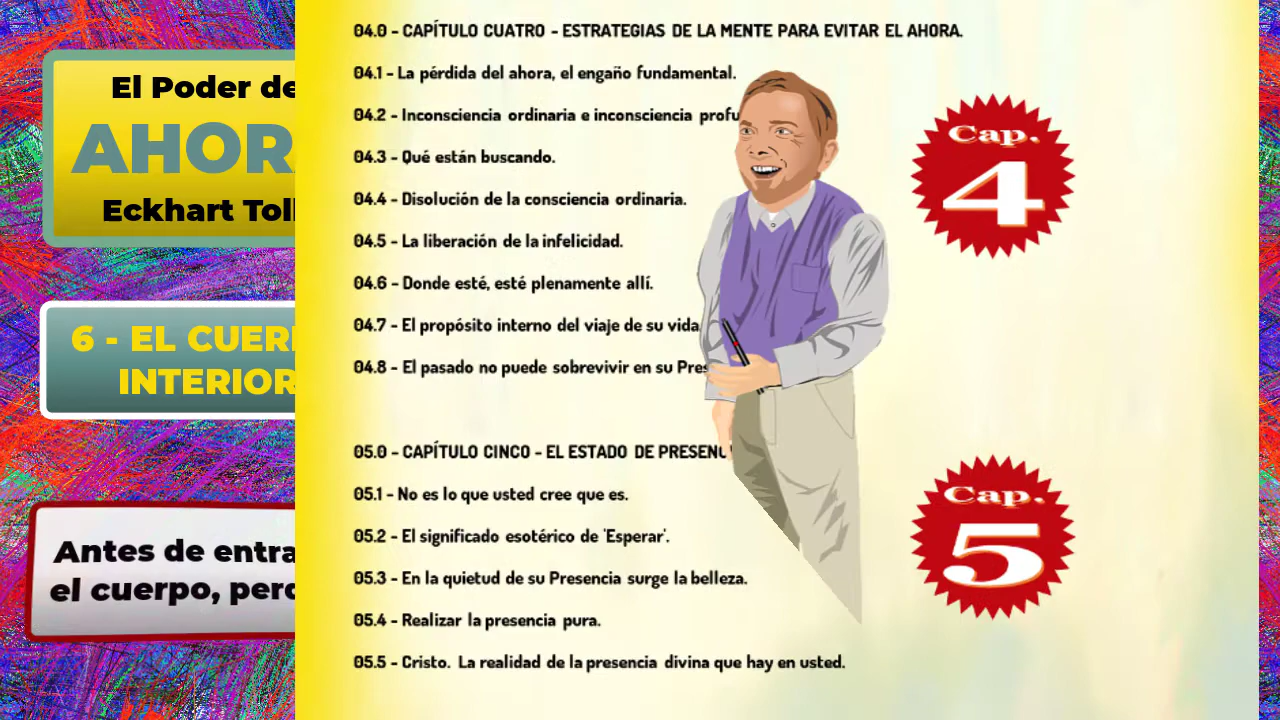 El Poder de
AHOR
Eckhart Tol
6 - EL CUER
INTERIOR
Antes de entra
el cuerpo, perd
04.0 - CAPÍTULO CUATRO - ESTRATEGIAS DE LA MENTE PARA EVITAR EL AHORA.
04.1 - La pérdida del ahora, el engaño fundamental.
04.2 - Inconsciencia ordinaria e inconsciencia profu
04.3 - Qué están buscando.
04.4 - Disolución de la consciencia ordinaria.
04.5 - La liberación de la infelicidad.
04.6 - Donde esté, esté plenamente allí.
04.7 - El propósito interno del viaje de su vida
04.8 - El pasado no puede sobrevivir en su Pres
Cap.
4
05.0 - CAPÍTULO CINCO - EL ESTADO DE PRESENC
05.1 - No es lo que usted cree que es.
05.2 - El significado esotérico de 'Esperar'.
05.3 - En la quietud de su Presencia surge la belleza.
05.4 - Realizar la presencia pura.
05.5 - Cristo. La realidad de la presencia divina que hay en usted.
Cap.
5